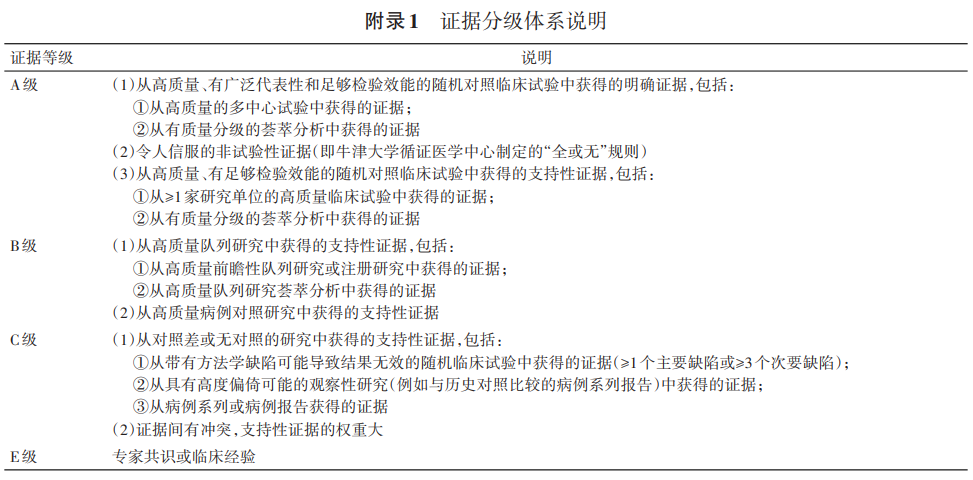 附录1 证据分级体系说明
证据等级 说明
A级 (1)从高质量、有广泛代表性和足够检验效能的随机对照临床试验中获得的明确证据,包括:
①从高质量的多中心试验中获得的证据;
②从有质量分级的荟萃分析中获得的证据
(2)令人信服的非试验性证据(即牛津大学循证医学中心制定的“全或无”规则)
(3)从高质量、有足够检验效能的随机对照临床试验中获得的支持性证据,包括:
①从≥1家研究单位的高质量临床试验中获得的证据;
②从有质量分级的荟萃分析中获得的证据
B级 (1)从高质量队列研究中获得的支持性证据,包括:
①从高质量前瞻性队列研究或注册研究中获得的证据;
②从高质量队列研究荟萃分析中获得的证据
(2)从高质量病例对照研究中获得的支持性证据
C级 (1)从对照差或无对照的研究中获得的支持性证据,包括:
①从带有方法学缺陷可能导致结果无效的随机临床试验中获得的证据(≥1个主要缺陷或≥3个次要缺陷);
②从具有高度偏倚可能的观察性研究(例如与历史对照比较的病例系列报告)中获得的证据;
③从病例系列或病例报告获得的证据
(2)证据间有冲突,支持性证据的权重大
E级 专家共识或临床经验